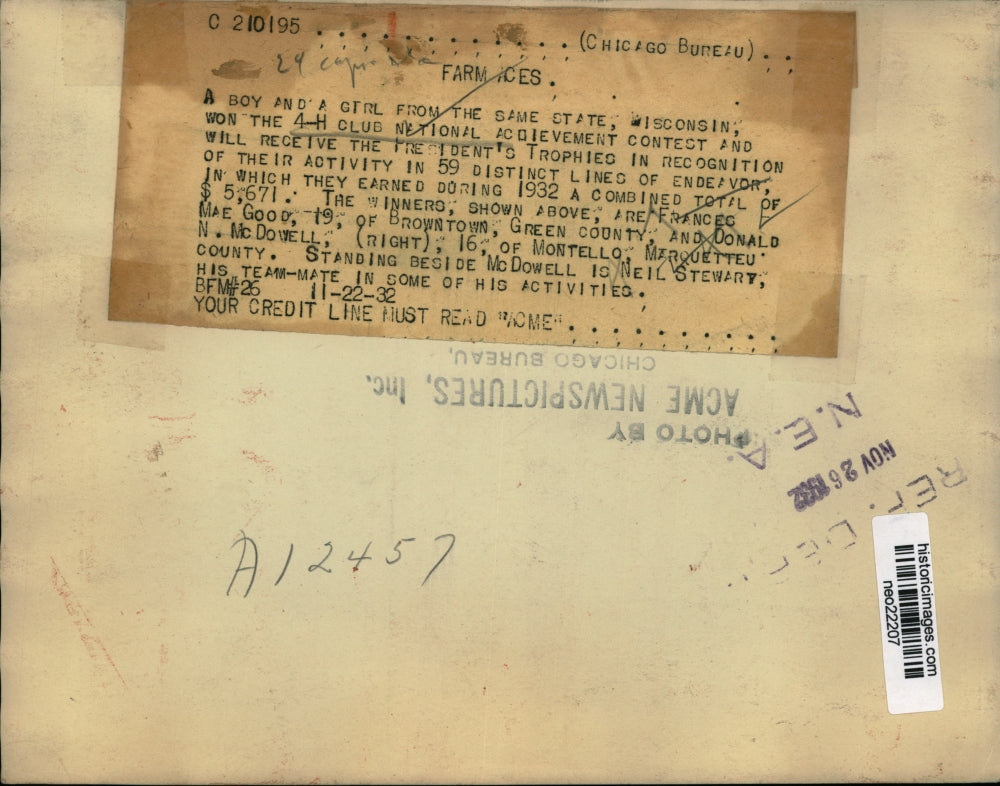 C 210195 . . . . . . . . . . . . . (CHICAGO BUREAU) . .
24
FARM ACES.
A BOY AND A GIRL FROM THE SAME STATE, WISCONSIN,
WON THE 4-H CLUB NATIONAL ACDIEVEMENT CONTEST AND
WILL RECEIVE THE PRESIDENT'S TROPHIES IN RECOGNITION
OF THEIR ACTIVITY IN 59 DISTINCT LINES OF ENDEAVOR,
IN WHICH THEY EARNED DURING 1932 A COMBINED TOTAL OF
$ 5,671. THE WINNERS, SHOWN ABOVE, ARE FRANCES
MAE GOOD, 19, OF BROWNTOWN, GREEN COUNTY, AND DONALD
N. MCDOWELL, (RIGHT), 16, OF MONTELLO, MARQUETTEU
COUNTY. STANDING BESIDE MCDOWELL IS NEIL STEWART,
HIS TEAM-MATE IN SOME OF HIS ACTIVITIES.
BFM#26 11-22-32
YOUR CREDIT LINE MUST READ "ACME". . . . . . . . . . .
PHOTO BY
ACME NEWSPICTURES, Inc.
CHICAGO BUREAU,
N. E. A.
NOV 26 1932
REF. DEPT.
A12457
historicimages.com
neo22207